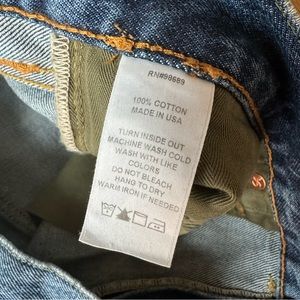 RN#98689
100% COTTON
MADE IN USA
TURN INSIDE OUT
MACHINE WASH COLD
WASH WITH LIKE
COLORS
DO NOT BLEACH
HANG TO DRY
WARM IRON IF NEEDED